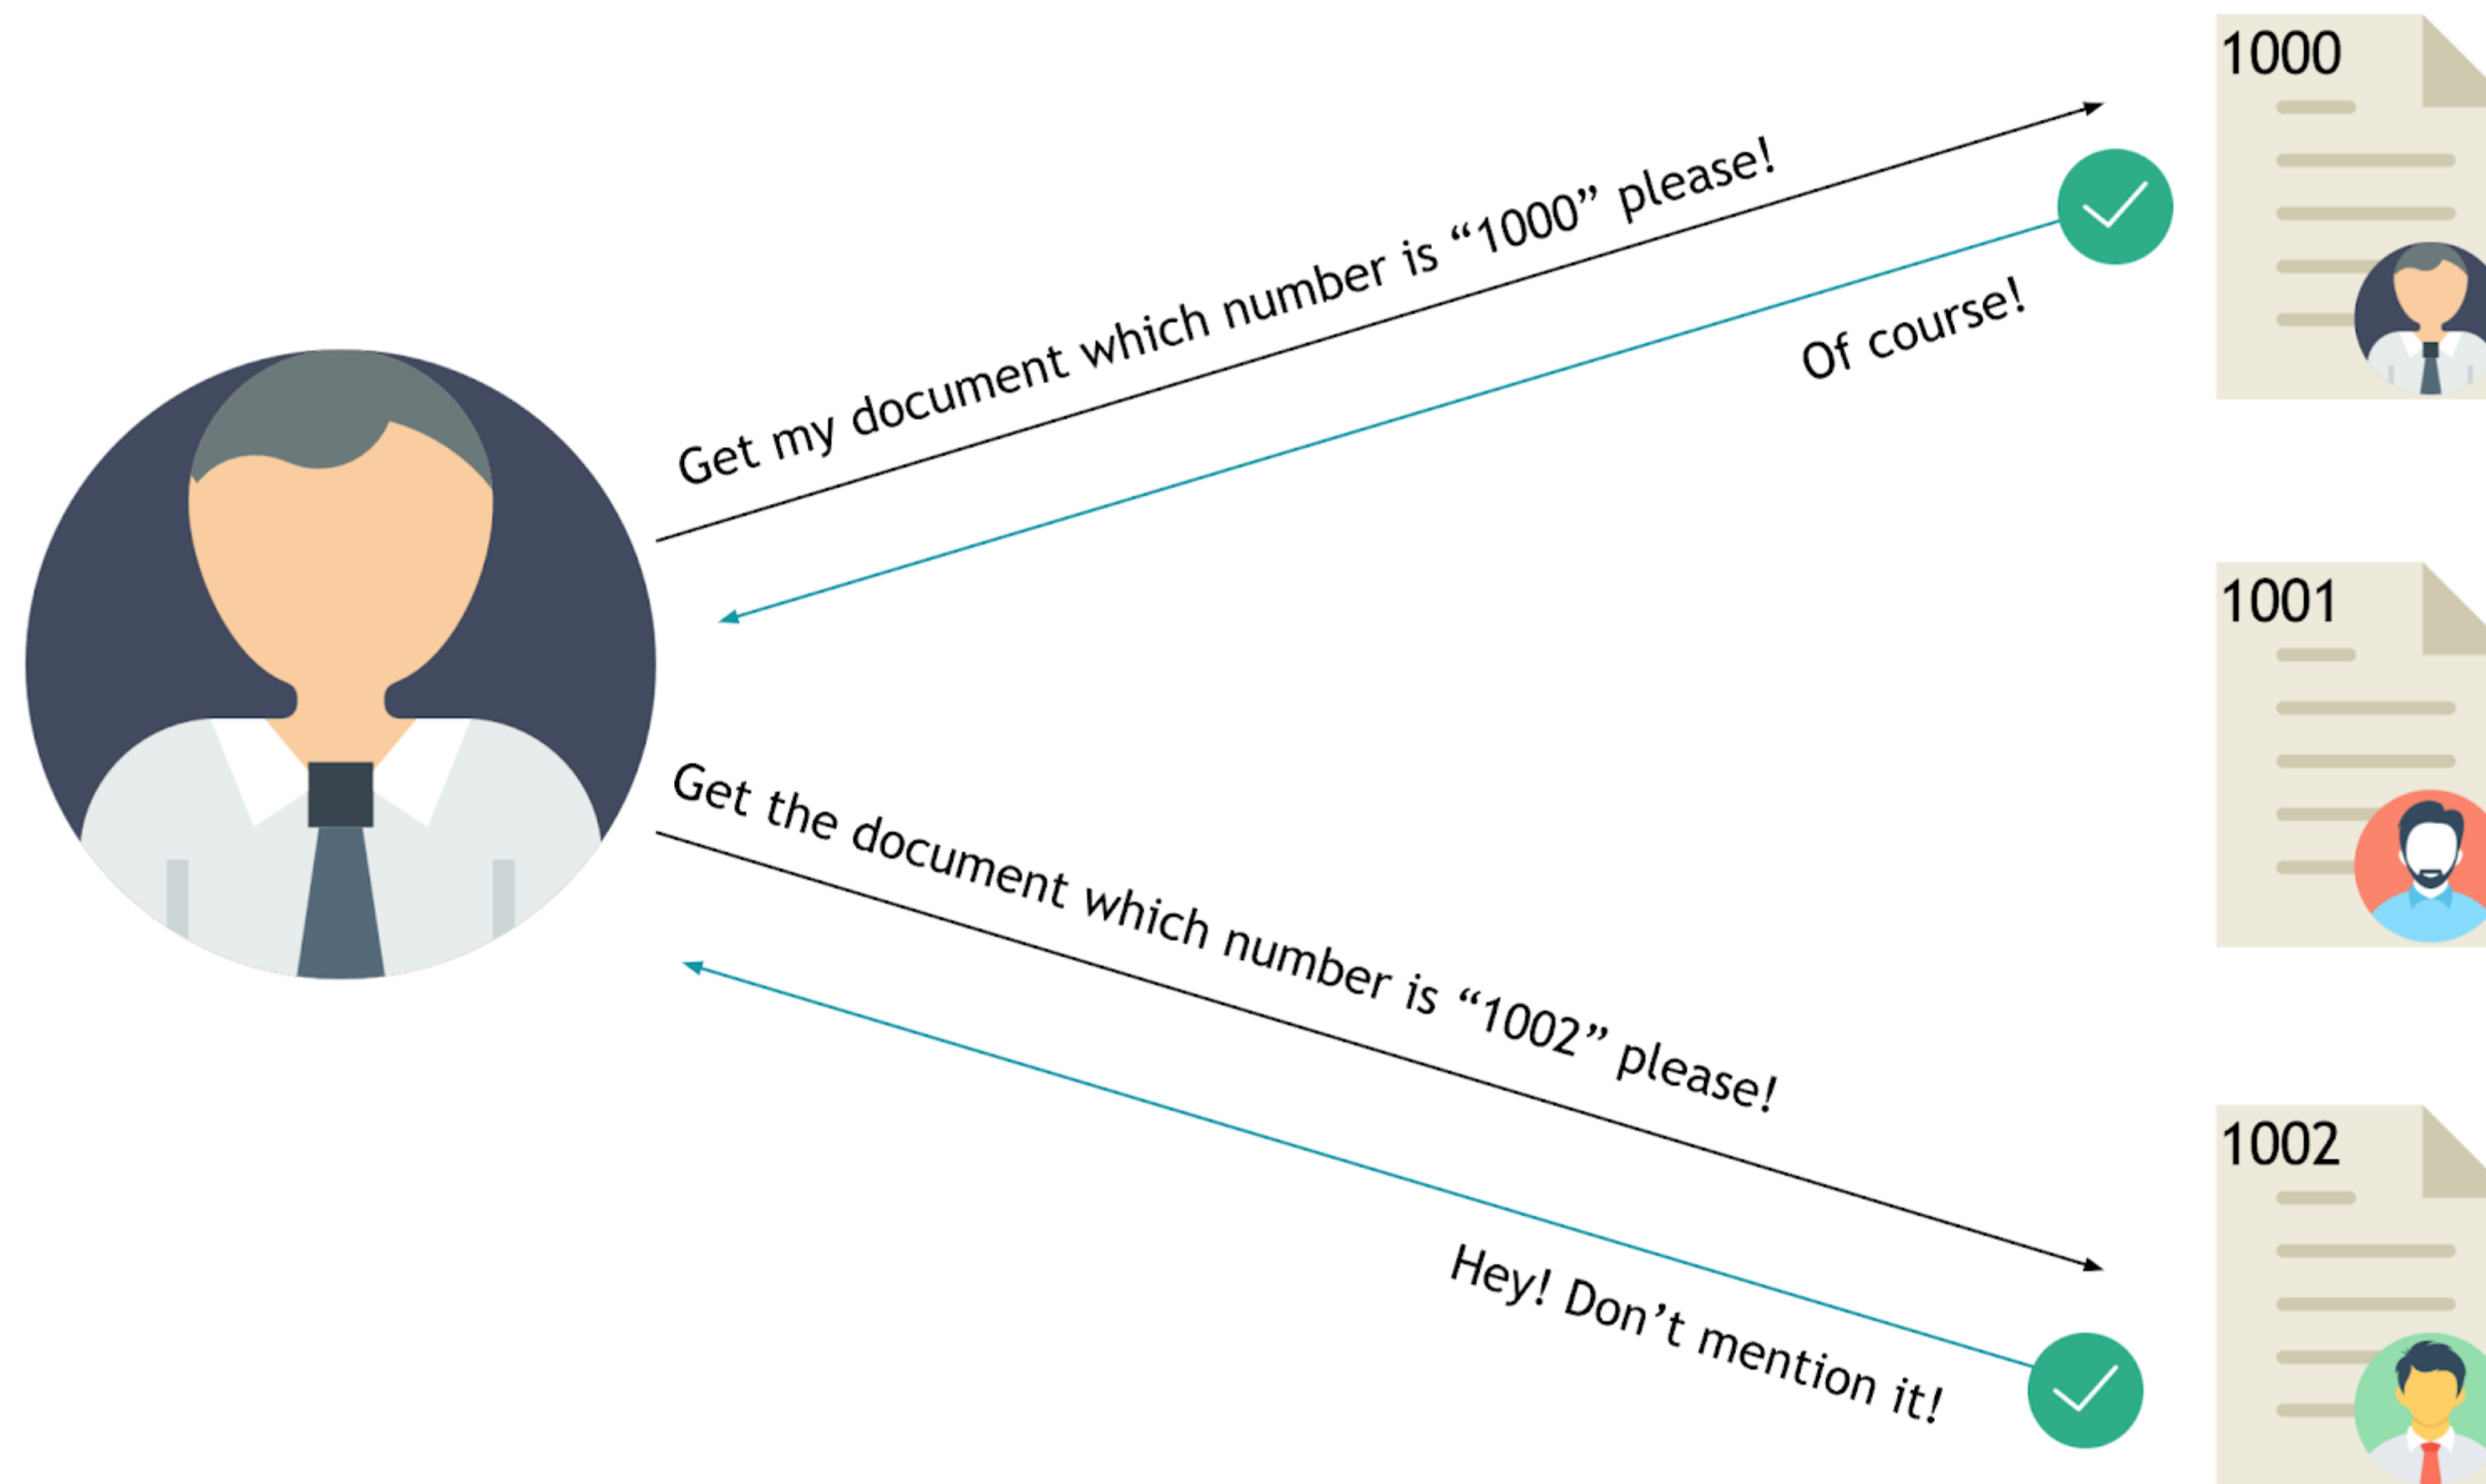 1000
Get my document which number is “1000” please!
Of course!
1001
Get the document which number is “1002” please!
1002
Hey! Don’t mention it!